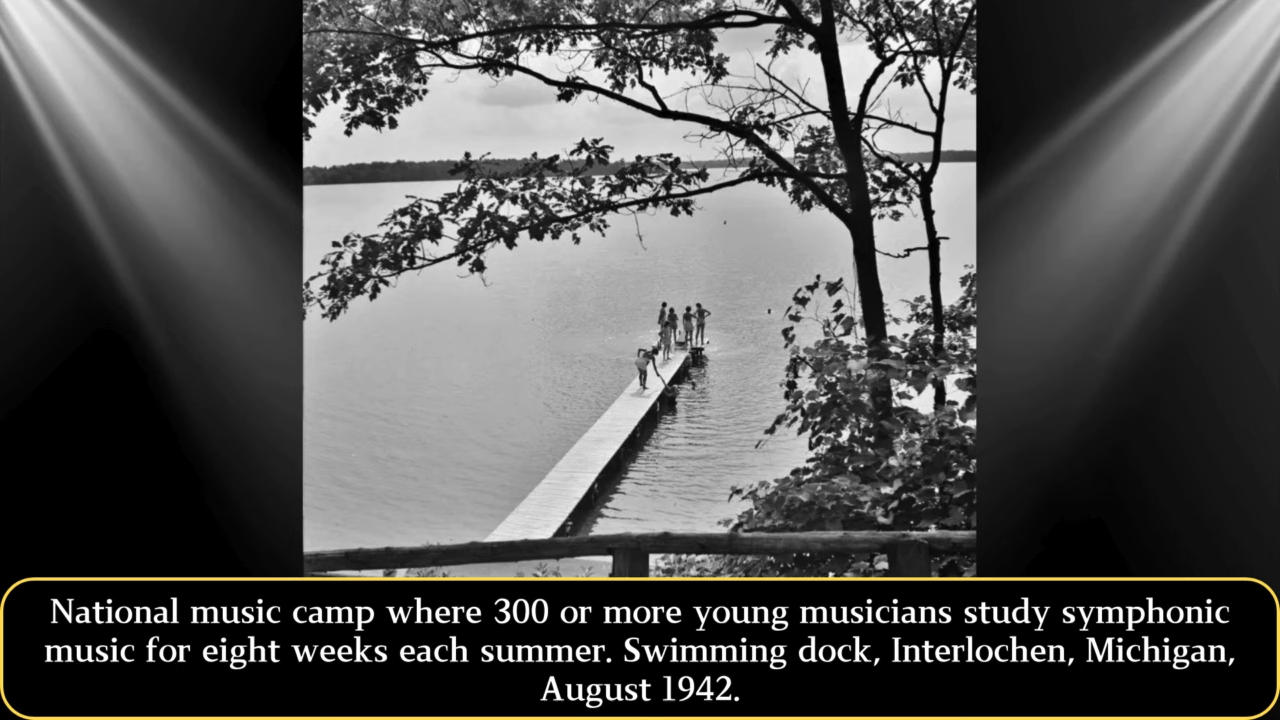 National music camp where 300 or more young musicians study symphonic
music for eight weeks each summer. Swimming dock, Interlochen, Michigan,
August 1942.